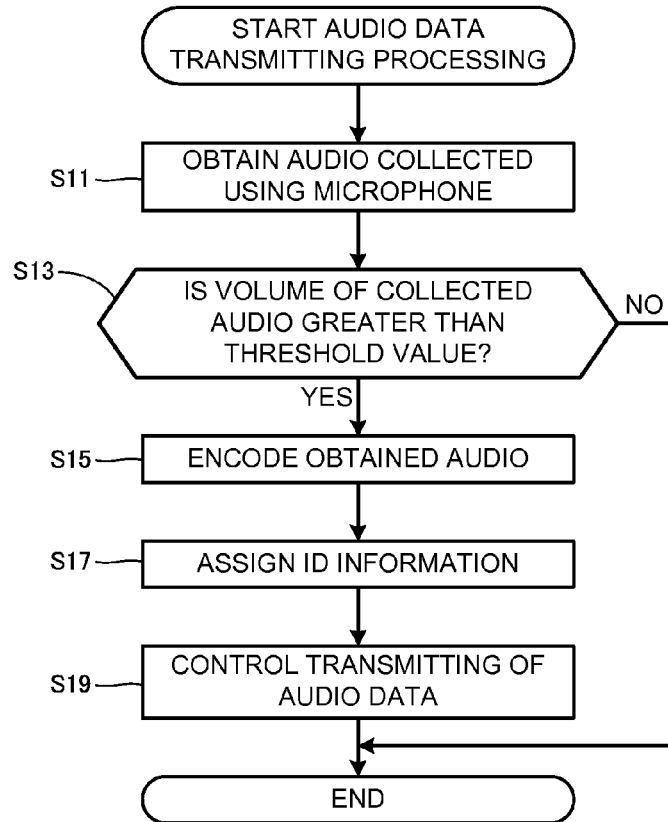 START AUDIO DATA
TRANSMITTING PROCESSING
S11
OBTAIN AUDIO COLLECTED
USING MICROPHONE
S13
IS VOLUME OF COLLECTED
AUDIO GREATER THAN
THRESHOLD VALUE?
NO
YES
S15
ENCODE OBTAINED AUDIO
S17
ASSIGN ID INFORMATION
S19
CONTROL TRANSMITTING OF
AUDIO DATA
END